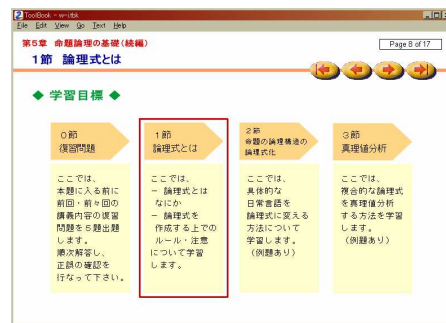 ToolBook - w-itbk
File Edit View Go Text Help
第5章 命題論理の基礎(続編)
Page 8 of 17
1節 論理式とは
◆ 学習目標 ◆
0節
復習問題
ここでは、
本題に入る前に
前回・前々回の
講義内容の復習
問題を5題出題
します。
順次解答し、
正誤の確認を
行なって下さい。
1節
論理式とは
ここでは、
－ 論理式とは
なにか
－ 論理式を
作成する上での
ルール・注意
について学習
します。
2節
命題の論理構造の
論理式化
ここでは、
具体的な
日常言語を
論理式に変える
方法について
学習します。
(例題あり)
3節
真理値分析
ここでは、
複合的な論理式
を真理値分析
する方法を学習
します。
(例題あり)